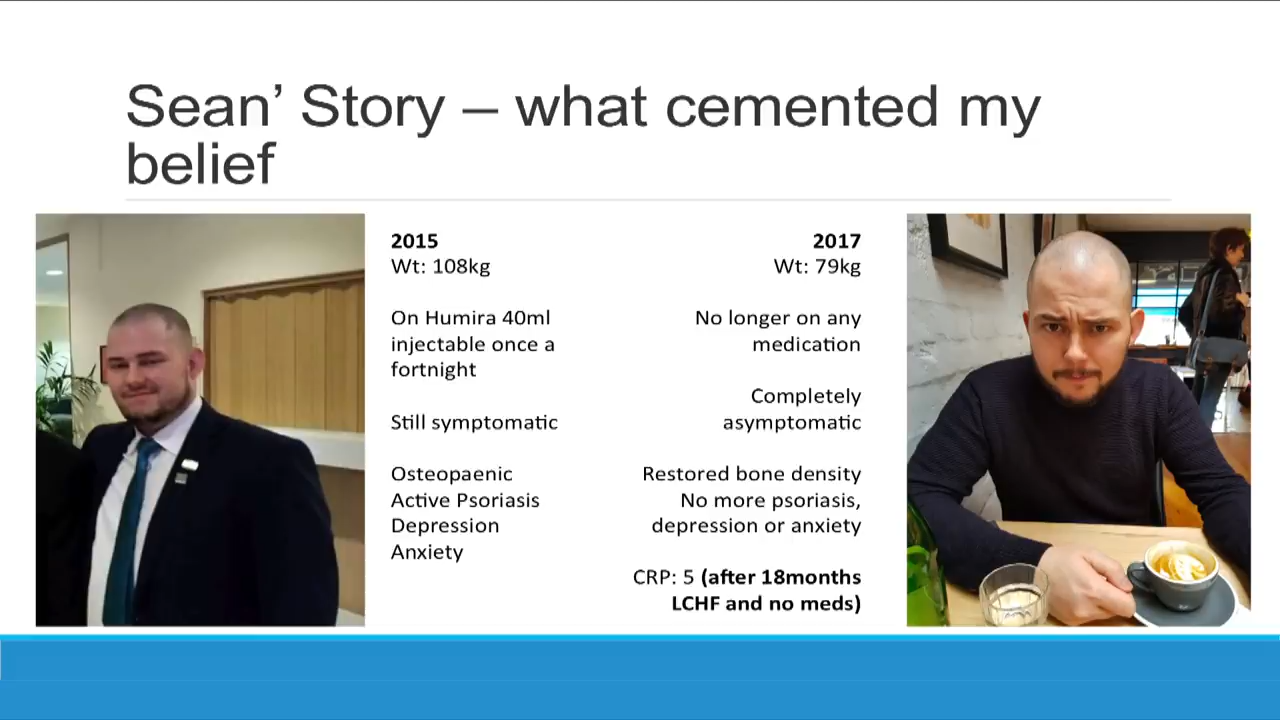 Sean’ Story – what cemented my
belief
2015
Wt: 108kg
On Humira 40ml
injectable once a
fortnight
Still symptomatic
Osteopaenic
Active Psoriasis
Depression
Anxiety
2017
Wt: 79kg
No longer on any
medication
Completely
asymptomatic
Restored bone density
No more psoriasis,
depression or anxiety
CRP: 5 (after 18months
LCHF and no meds)